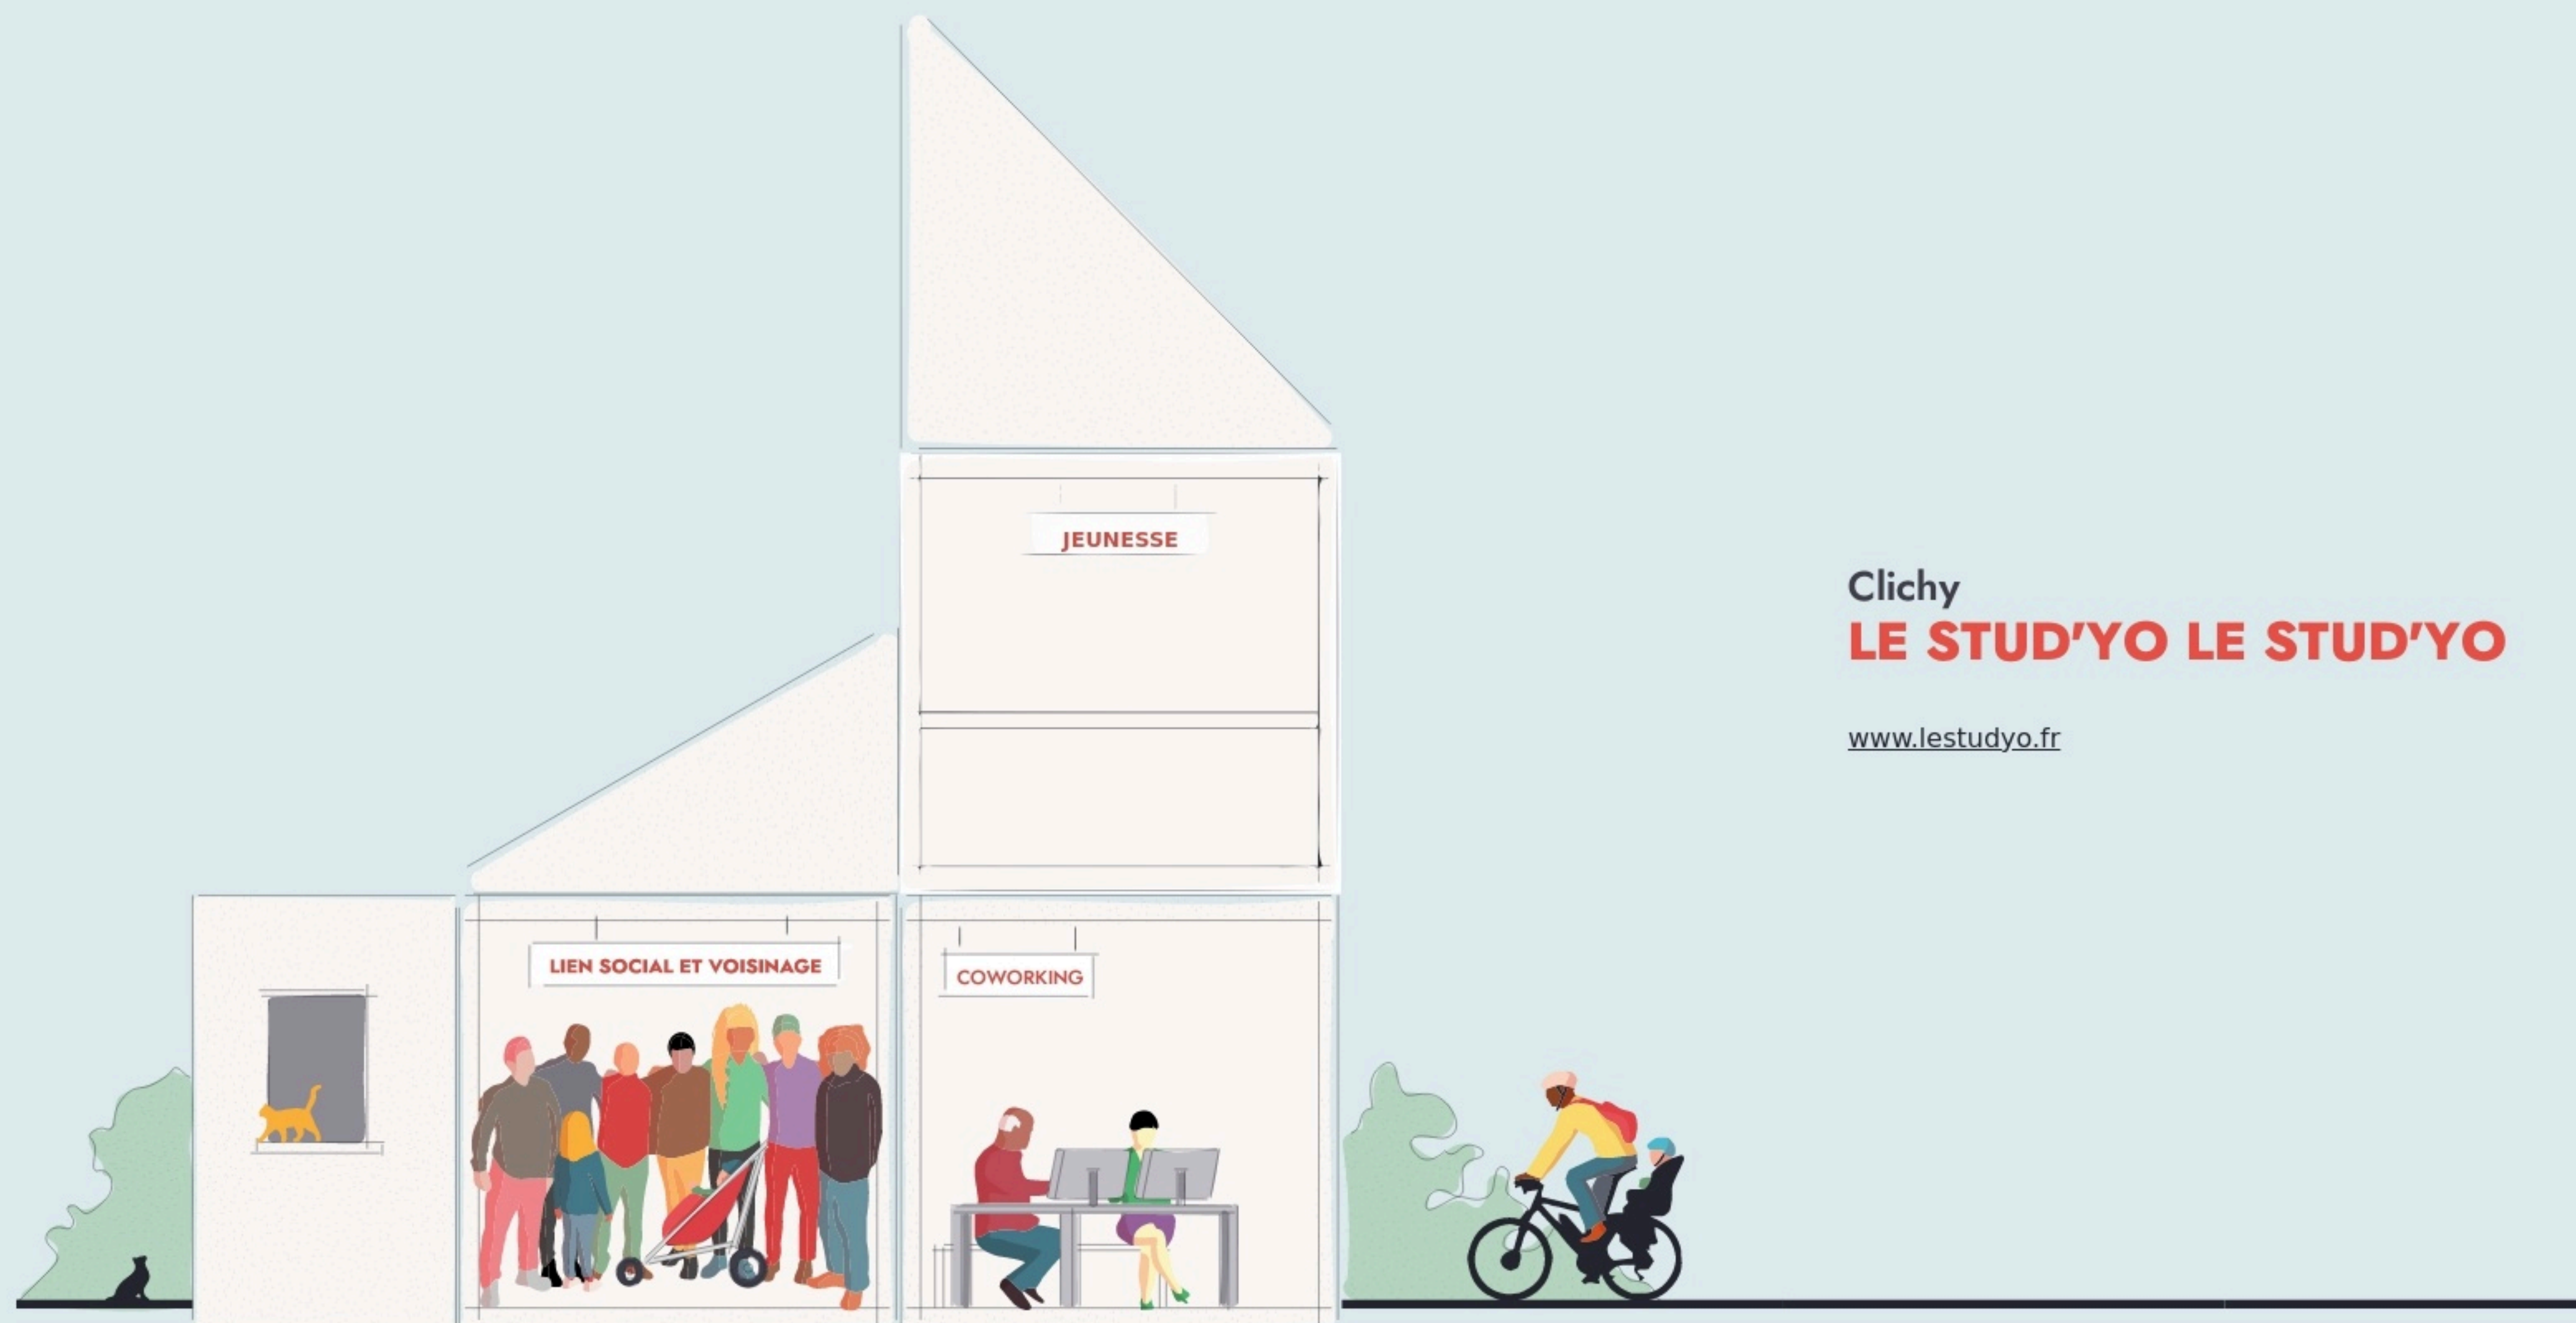 JEUNESSE
Clichy
LE STUD'YO LE STUD'YO
www.lestudyo.fr
LIEN SOCIAL ET VOISINAGE
COWORKING